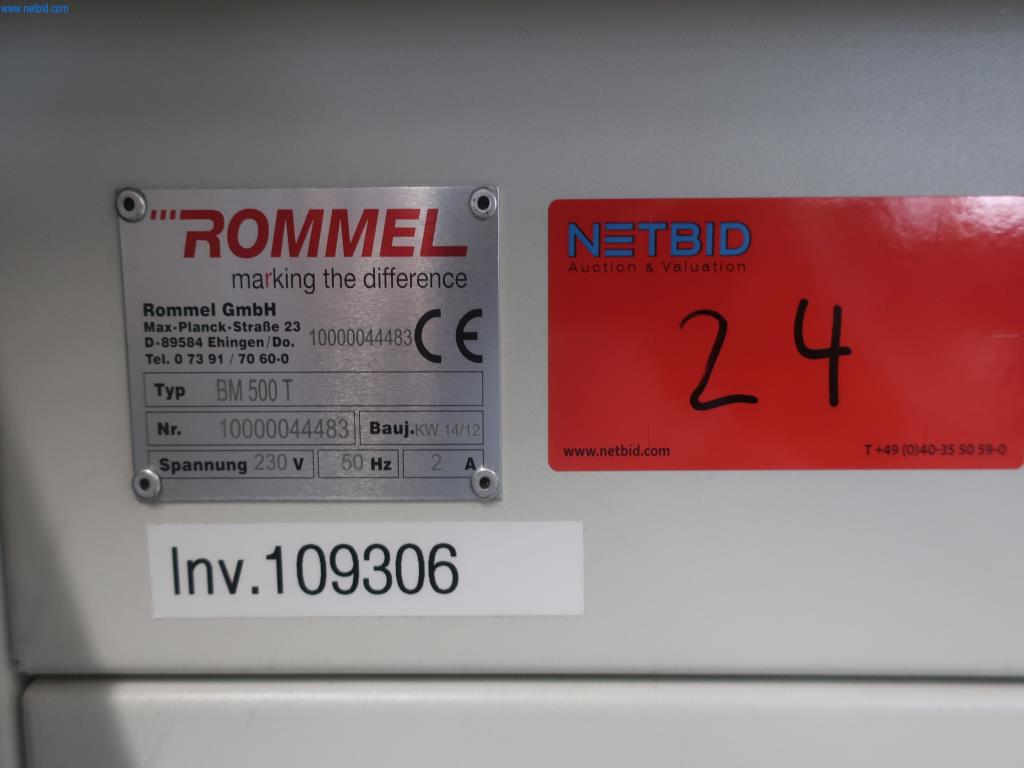 www.netbid.com
ROMMEL
marking the difference
Rommel GmbH
Max-Planck-Straße 23
D-89584 Ehingen/Do.
Tel. 0 73 91 / 70 60-0
10000044483 CE
Typ BM 500 T
Nr. 10000044483 Bauj. KW 14/12
Spannung 230 V 50 Hz 2 A
NETBID
Auction & Valuation
24
www.netbid.com T +49 (0)40-35 50 59-0
Inv.109306